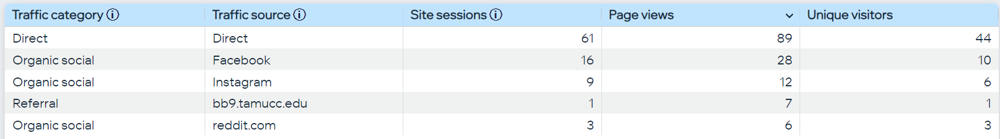 Traffic category Traffic source Site sessions Page views Unique visitors
Direct Direct 61 89 44
Organic social Facebook 16 28 10
Organic social Instagram 9 12 6
Referral bb9.tamucc.edu 1 7 1
Organic social reddit.com 3 6 3